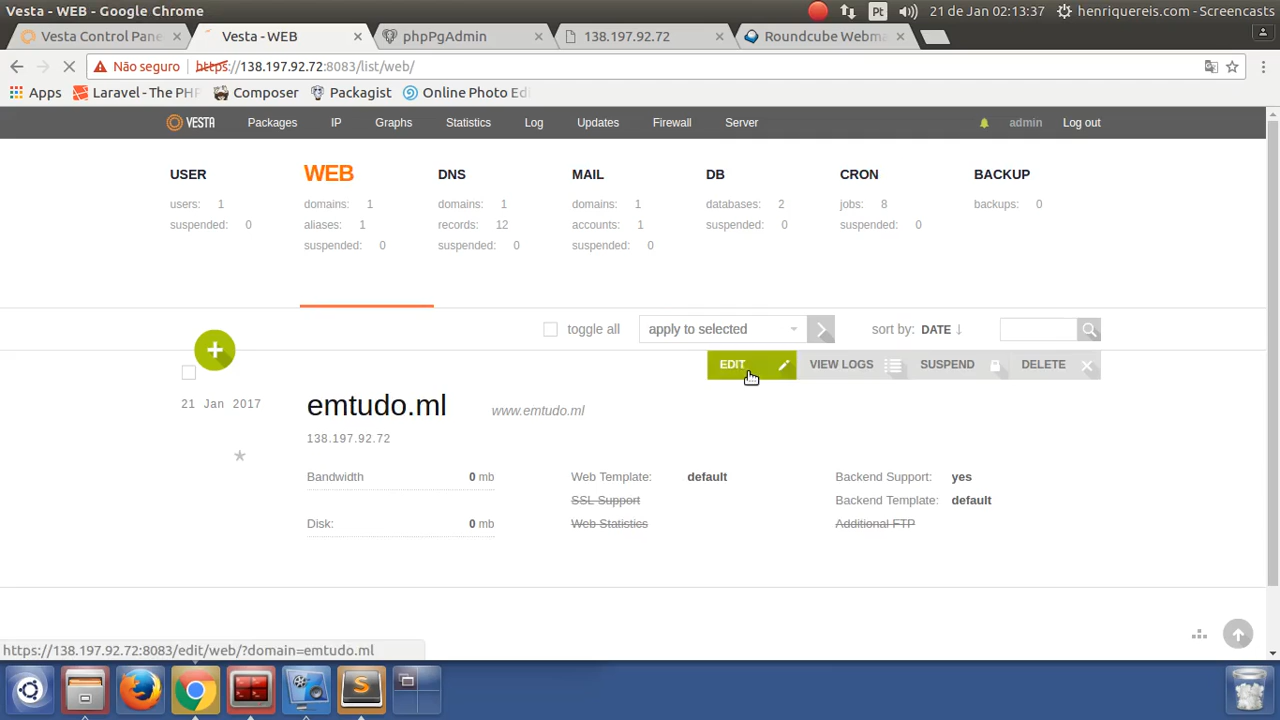 Vesta - WEB - Google Chrome
Pt
21 de Jan 02:13:37
henriquereis.com - Screencasts
Vesta Control Pane
Vesta - WEB
phpPgAdmin
138.197.92.72
Roundcube Webma
Não seguro
https://138.197.92.72:8083/list/web/
Apps
Laravel - The PHP
Composer
Packagist
Online Photo Edi
VESTA
Packages
IP
Graphs
Statistics
Log
Updates
Firewall
Server
admin
Log out
USER
users: 1
suspended: 0
WEB
domains: 1
aliases: 1
suspended: 0
DNS
domains: 1
records: 12
suspended: 0
MAIL
domains: 1
accounts: 1
suspended: 0
DB
databases: 2
suspended: 0
CRON
jobs: 8
suspended: 0
BACKUP
backups: 0
toggle all
apply to selected
sort by: DATE ↓
EDIT
VIEW LOGS
SUSPEND
DELETE
21 Jan 2017
emtudo.ml
www.emtudo.ml
138.197.92.72
Bandwidth 0 mb
Disk: 0 mb
Web Template: default
SSL Support
Web Statistics
Backend Support: yes
Backend Template: default
Additional FTP
https://138.197.92.72:8083/edit/web/?domain=emtudo.ml